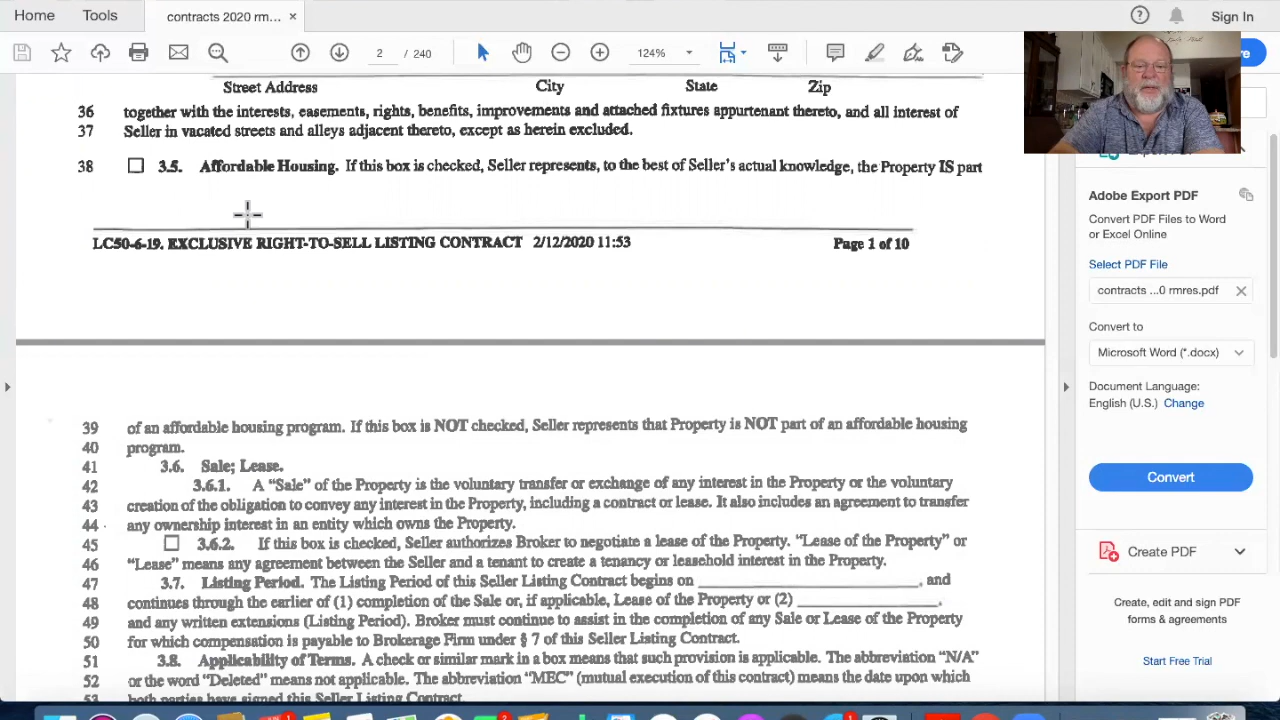 Home
Tools
contracts 2020 rm... ×
Sign In
2 / 240
124%
Street Address City State Zip
36 together with the interests, easements, rights, benefits, improvements and attached fixtures appurtenant thereto, and all interest of
37 Seller in vacated streets and alleys adjacent thereto, except as herein excluded.
38 3.5. Affordable Housing. If this box is checked, Seller represents, to the best of Seller's actual knowledge, the Property IS part
LC50-6-19. EXCLUSIVE RIGHT-TO-SELL LISTING CONTRACT 2/12/2020 11:53 Page 1 of 10
39 of an affordable housing program. If this box is NOT checked, Seller represents that Property is NOT part of an affordable housing
40 program.
41 3.6. Sale; Lease.
42 3.6.1. A "Sale" of the Property is the voluntary transfer or exchange of any interest in the Property or the voluntary
43 creation of the obligation to convey any interest in the Property, including a contract or lease. It also includes an agreement to transfer
44 any ownership interest in an entity which owns the Property.
45 3.6.2. If this box is checked, Seller authorizes Broker to negotiate a lease of the Property. "Lease of the Property" or
46 "Lease" means any agreement between the Seller and a tenant to create a tenancy or leasehold interest in the Property.
47 3.7. Listing Period. The Listing Period of this Seller Listing Contract begins on ____________________, and
48 continues through the earlier of (1) completion of the Sale or, if applicable, Lease of the Property or (2) ____________,
49 and any written extensions (Listing Period). Broker must continue to assist in the completion of any Sale or Lease of the Property
50 for which compensation is payable to Brokerage Firm under § 7 of this Seller Listing Contract.
51 3.8. Applicability of Terms. A check or similar mark in a box means that such provision is applicable. The abbreviation "N/A"
52 or the word "Deleted" means not applicable. The abbreviation "MEC" (mutual execution of this contract) means the date upon which
53 both parties have signed this Seller Listing Contract.
Adobe Export PDF
Convert PDF Files to Word
or Excel Online
Select PDF File
contracts ...0 rmres.pdf
Convert to
Microsoft Word (*.docx)
Document Language:
English (U.S.) Change
Convert
Create PDF
Create, edit and sign PDF
forms & agreements
Start Free Trial